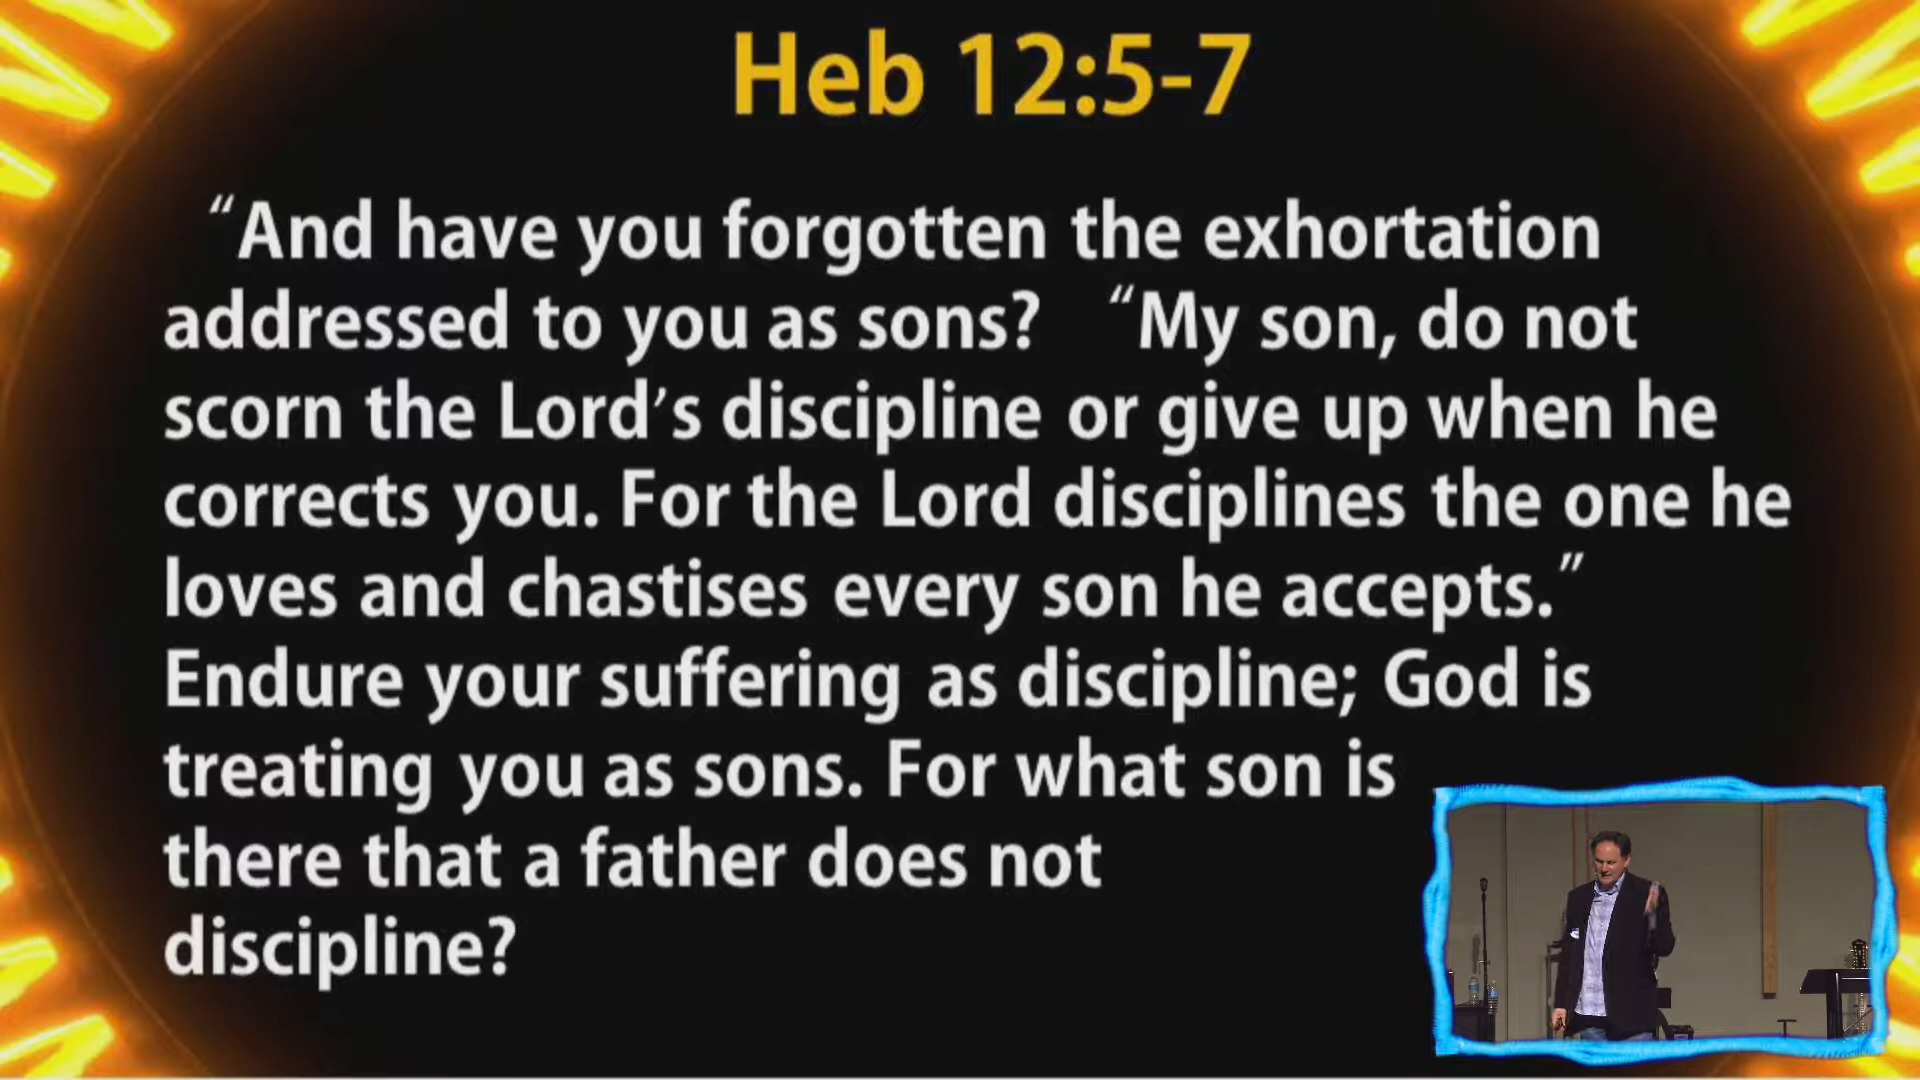 Heb 12:5-7
“And have you forgotten the exhortation
addressed to you as sons? “My son, do not
scorn the Lord’s discipline or give up when he
corrects you. For the Lord disciplines the one he
loves and chastises every son he accepts.”
Endure your suffering as discipline; God is
treating you as sons. For what son is
there that a father does not
discipline?